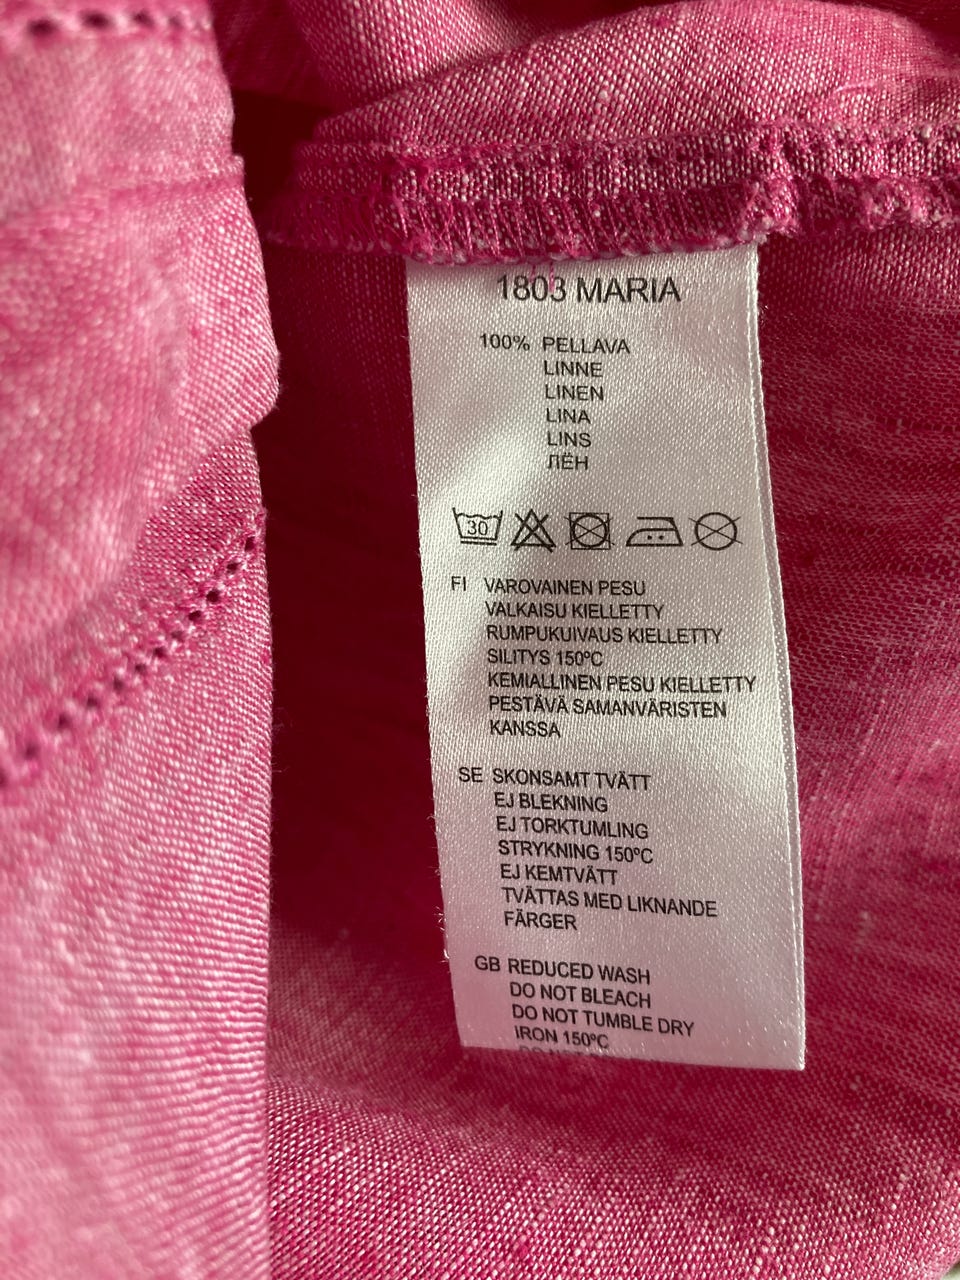 1803 MARIA
100% PELLAVA
LINNE
LINEN
LINA
LINS
ЛЁН
30
FI VAROVAINEN PESU
VALKAISU KIELLETTY
RUMPUKUIVAUS KIELLETTY
SILITYS 150ºC
KEMIALLINEN PESU KIELLETTY
PESTÄVÄ SAMANVÄRISTEN
KANSSA
SE SKONSAMT TVÄTT
EJ BLEKNING
EJ TORKTUMLING
STRYKNING 150ºC
EJ KEMTVÄTT
TVÄTTAS MED LIKNANDE
FÄRGER
GB REDUCED WASH
DO NOT BLEACH
DO NOT TUMBLE DRY
IRON 150ºC